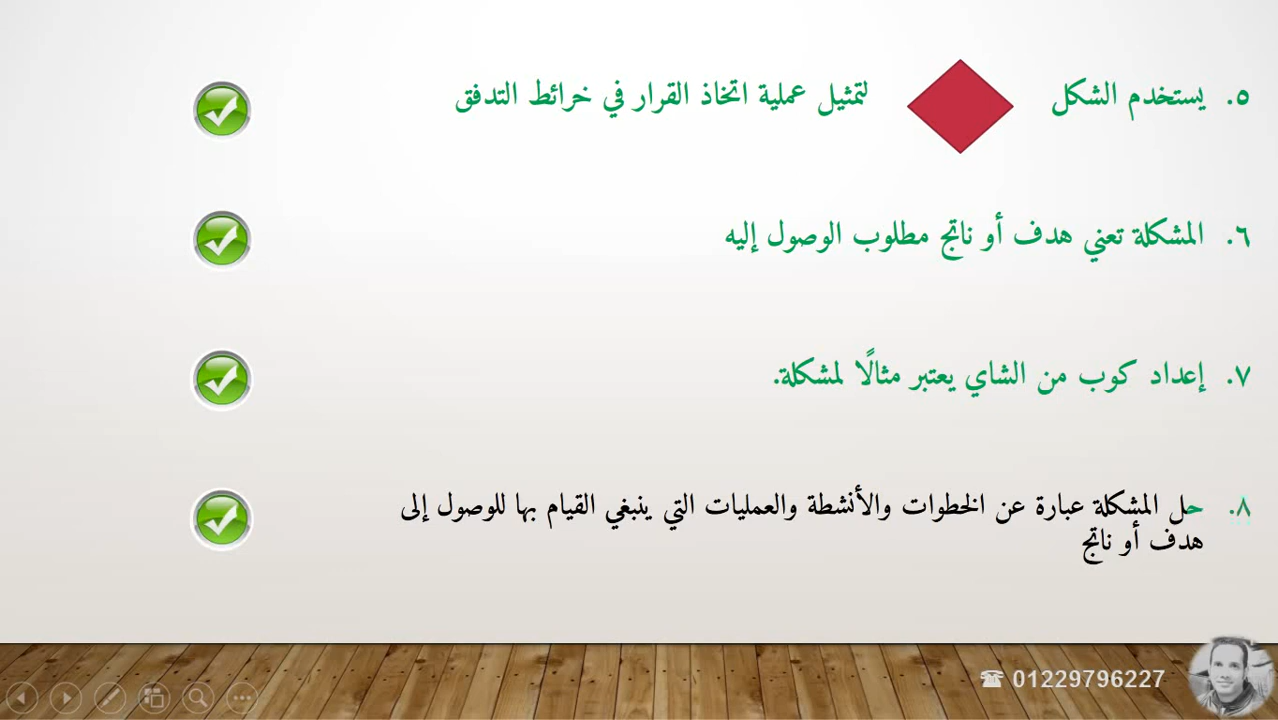 ٥. يستخدم الشكل لتمثيل عملية اتخاذ القرار في خرائط التدفق
٦. المشكلة تعني هدف أو ناتج مطلوب الوصول إليه
٧. إعداد كوب من الشاي يعتبر مثالًا لمشكلة.
٨. حل المشكلة عبارة عن الخطوات والأنشطة والعمليات التي ينبغي القيام بها للوصول إلى
هدف أو ناتج
☎ 01229796227